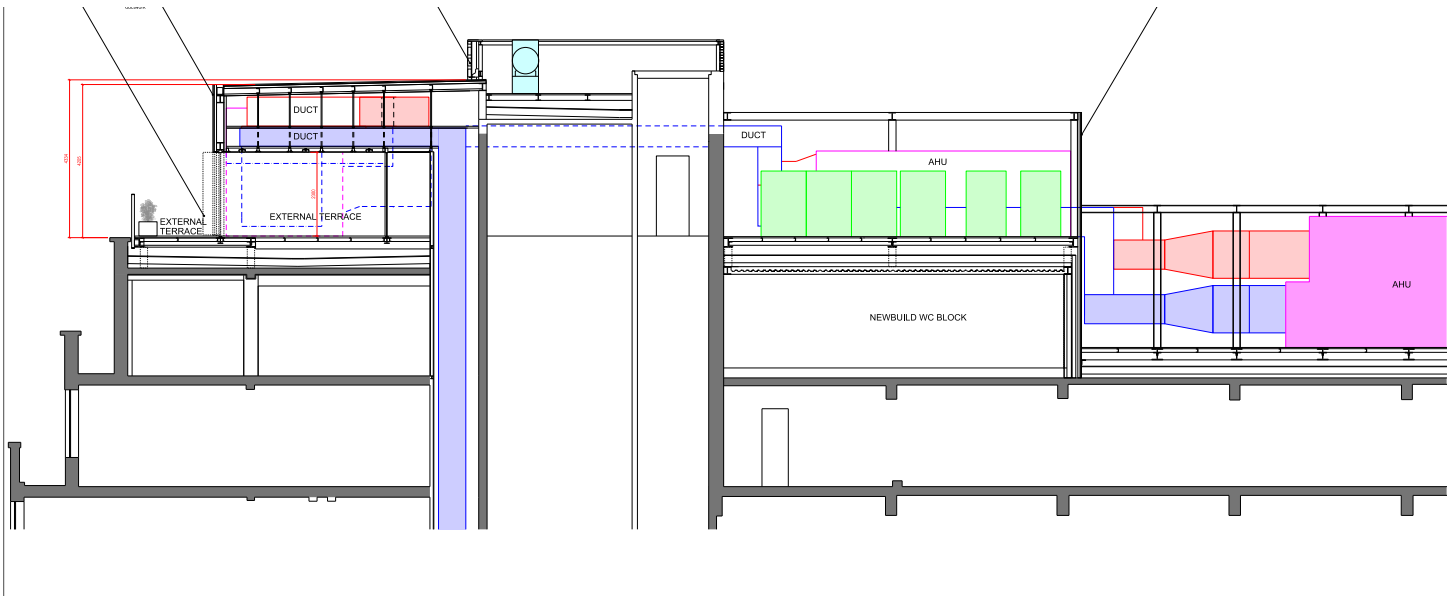 DUCT
DUCT
DUCT
AHU
EXTERNAL
TERRACE
EXTERNAL TERRACE
AHU
NEWBUILD WC BLOCK